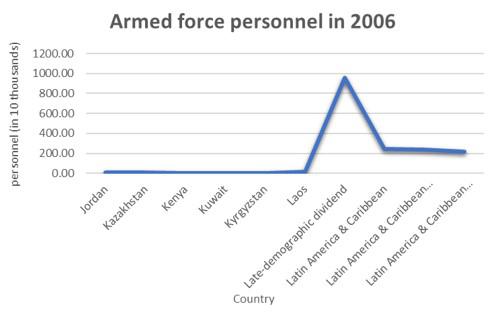 Armed force personnel in 2006
personnel (in 10 thousands)
1200.00
1000.00
800.00
600.00
400.00
200.00
0.00
Jordan
Kazakhstan
Kenya
Kuwait
Kyrgyzstan
Laos
Late-demographic dividend
Latin America & Caribbean
Latin America & Caribbean...
Latin America & Caribbean...
Country